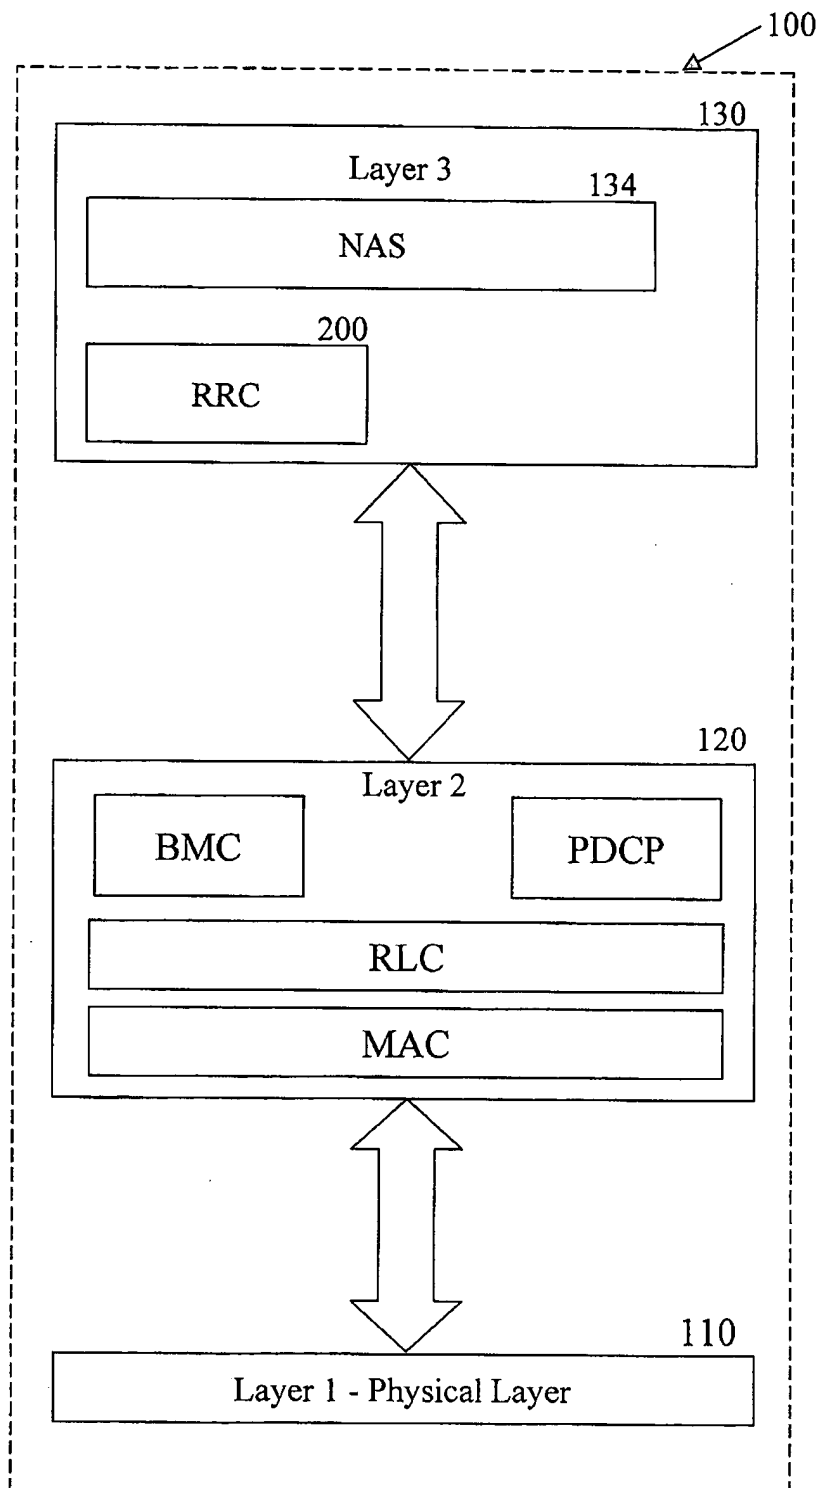 100
130
Layer 3
134
NAS
200
RRC
120
Layer 2
BMC
PDCP
RLC
MAC
110
Layer 1 - Physical Layer